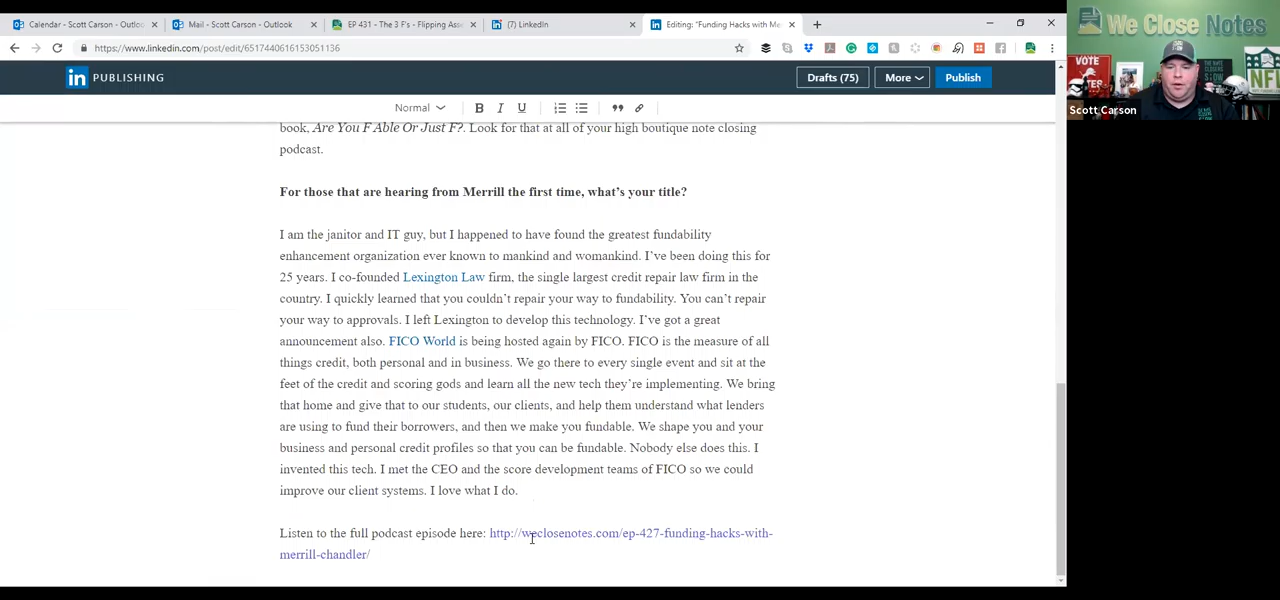 Calendar - Scott Carson - Outloo
Mail - Scott Carson - Outlook
EP 431 - The 3 F's - Flipping Ass
(7) LinkedIn
Editing: "Funding Hacks with Me
https://www.linkedin.com/post/edit/6517440616153051136
in PUBLISHING
Drafts (75)
More
Publish
Normal
B I U
book, Are You F Able Or Just F?. Look for that at all of your high boutique note closing
podcast.
For those that are hearing from Merrill the first time, what's your title?
I am the janitor and IT guy, but I happened to have found the greatest fundability
enhancement organization ever known to mankind and womankind. I've been doing this for
25 years. I co-founded Lexington Law firm, the single largest credit repair law firm in the
country. I quickly learned that you couldn't repair your way to fundability. You can't repair
your way to approvals. I left Lexington to develop this technology. I've got a great
announcement also. FICO World is being hosted again by FICO. FICO is the measure of all
things credit, both personal and in business. We go there to every single event and sit at the
feet of the credit and scoring gods and learn all the new tech they're implementing. We bring
that home and give that to our students, our clients, and help them understand what lenders
are using to fund their borrowers, and then we make you fundable. We shape you and your
business and personal credit profiles so that you can be fundable. Nobody else does this. I
invented this tech. I met the CEO and the score development teams of FICO so we could
improve our client systems. I love what I do.
Listen to the full podcast episode here: http://weclosenotes.com/ep-427-funding-hacks-with-
merrill-chandler/
We Close Notes
VOTE
NFL
Scott Carson